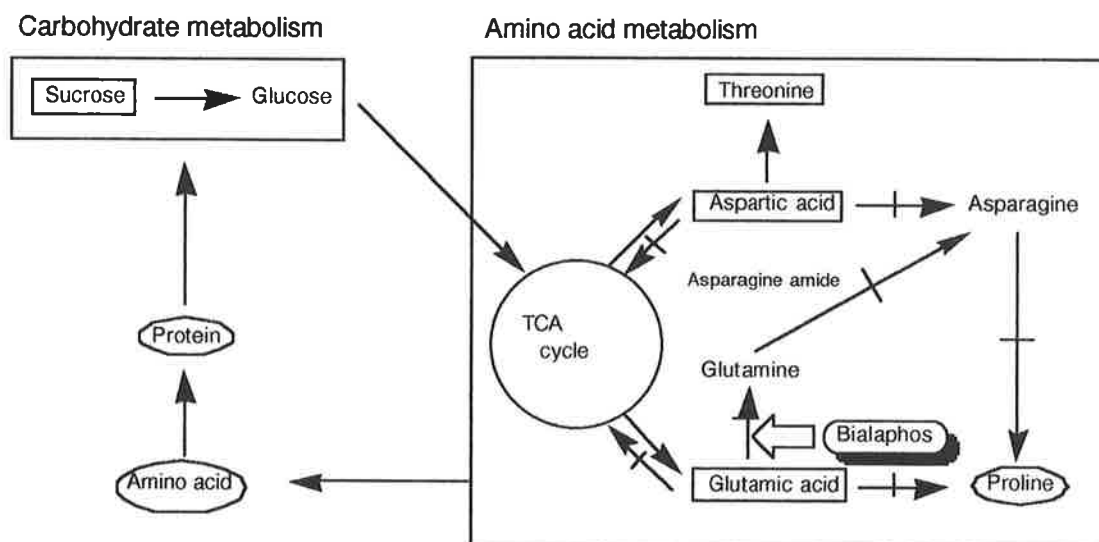 Carbohydrate metabolism
Amino acid metabolism
Sucrose
Glucose
Threonine
Aspartic acid
Asparagine
Asparagine amide
TCA
cycle
Protein
Glutamine
Bialaphos
Amino acid
Glutamic acid
Proline